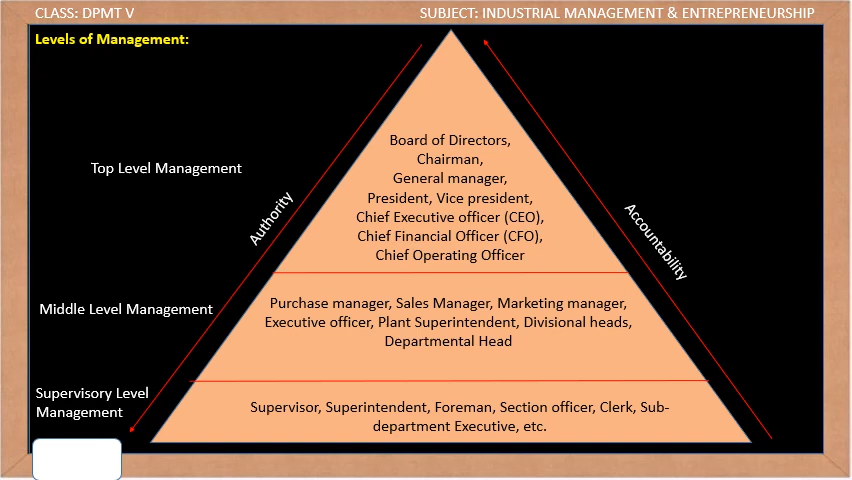 CLASS: DPMT V
SUBJECT: INDUSTRIAL MANAGEMENT & ENTREPRENEURSHIP
Levels of Management:
Top Level Management
Authority
Board of Directors,
Chairman,
General manager,
President, Vice president,
Chief Executive officer (CEO),
Chief Financial Officer (CFO),
Chief Operating Officer
Accountability
Middle Level Management
Purchase manager, Sales Manager, Marketing manager,
Executive officer, Plant Superintendent, Divisional heads,
Departmental Head
Supervisory Level
Management
Supervisor, Superintendent, Foreman, Section officer, Clerk, Sub-
department Executive, etc.